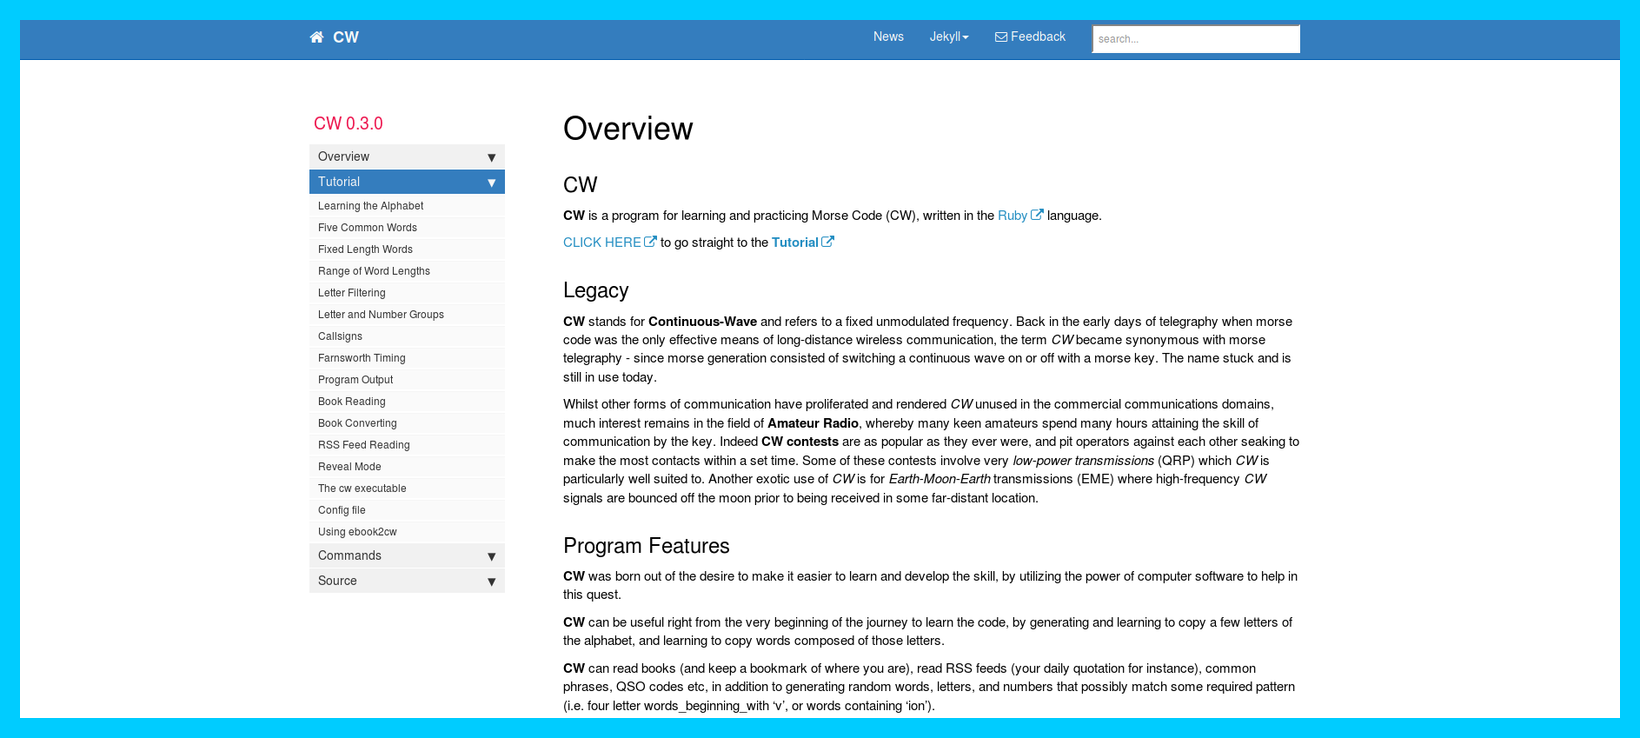 CW
News
Jekyll
Feedback
search...
CW 0.3.0
Overview
Tutorial
Learning the Alphabet
Five Common Words
Fixed Length Words
Range of Word Lengths
Letter Filtering
Letter and Number Groups
Callsigns
Farnsworth Timing
Program Output
Book Reading
Book Converting
RSS Feed Reading
Reveal Mode
The cw executable
Config file
Using ebook2cw
Commands
Source
Overview
CW
CW is a program for learning and practicing Morse Code (CW), written in the Ruby language.
CLICK HERE to go straight to the Tutorial
Legacy
CW stands for Continuous-Wave and refers to a fixed unmodulated frequency. Back in the early days of telegraphy when morse
code was the only effective means of long-distance wireless communication, the term CW became synonymous with morse
telegraphy - since morse generation consisted of switching a continuous wave on or off with a morse key. The name stuck and is
still in use today.
Whilst other forms of communication have proliferated and rendered CW unused in the commercial communications domains,
much interest remains in the field of Amateur Radio, whereby many keen amateurs spend many hours attaining the skill of
communication by the key. Indeed CW contests are as popular as they ever were, and pit operators against each other seaking to
make the most contacts within a set time. Some of these contests involve very low-power transmissions (QRP) which CW is
particularly well suited to. Another exotic use of CW is for Earth-Moon-Earth transmissions (EME) where high-frequency CW
signals are bounced off the moon prior to being received in some far-distant location.
Program Features
CW was born out of the desire to make it easier to learn and develop the skill, by utilizing the power of computer software to help in
this quest.
CW can be useful right from the very beginning of the journey to learn the code, by generating and learning to copy a few letters of
the alphabet, and learning to copy words composed of those letters.
CW can read books (and keep a bookmark of where you are), read RSS feeds (your daily quotation for instance), common
phrases, QSO codes etc, in addition to generating random words, letters, and numbers that possibly match some required pattern
(i.e. four letter words_beginning_with ‘v’, or words containing ‘ion’).